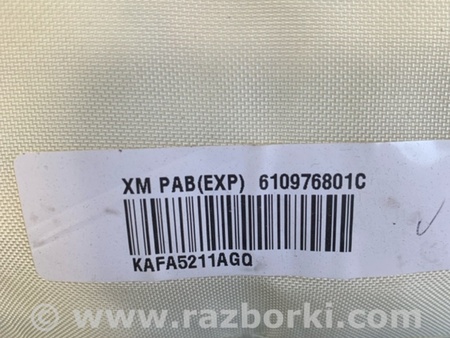 XM PAB(EXP) 610976801C
KAFA5211AGQ
© www.razborki.com